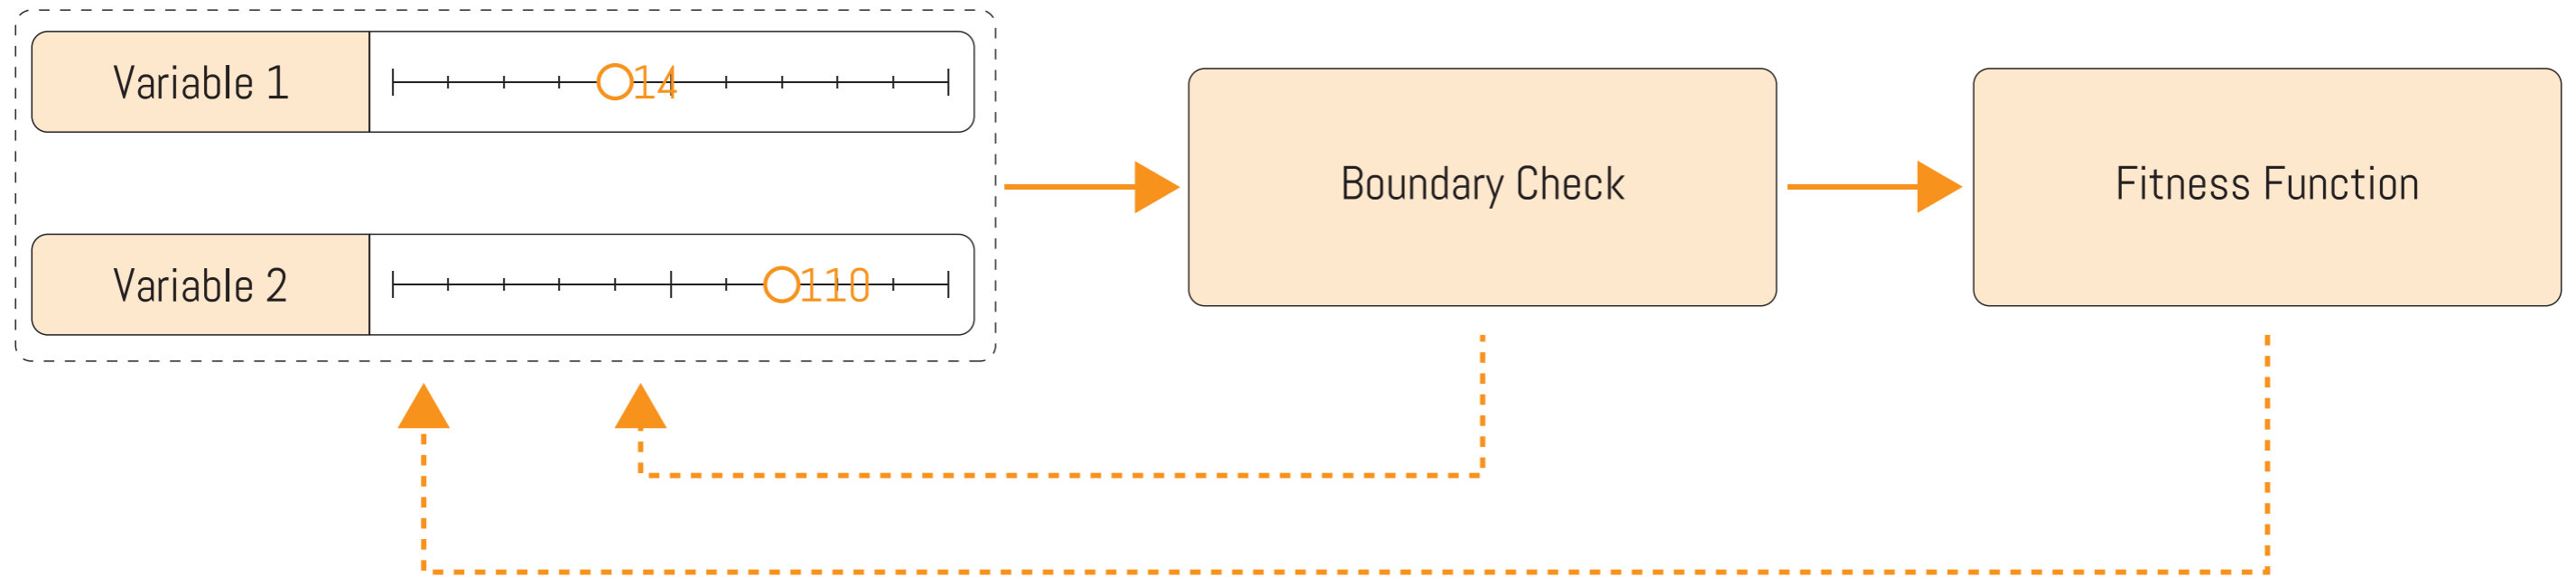 Variable 1
14
Variable 2
110
Boundary Check
Fitness Function